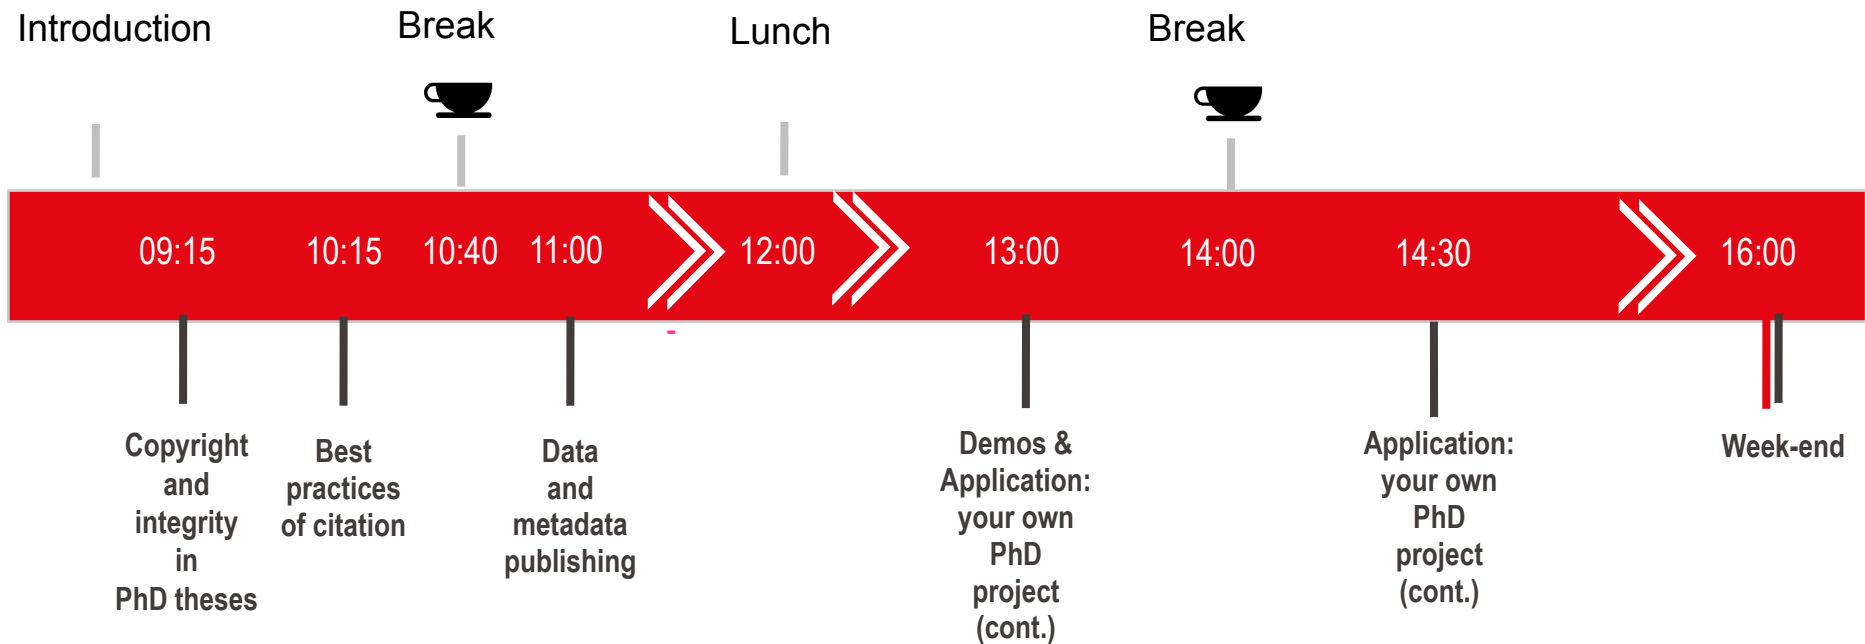 Introduction
Break
Lunch
Break
09:15
10:15
10:40
11:00
12:00
13:00
14:00
14:30
16:00
Copyright
and
integrity
in
PhD theses
Best
practices
of citation
Data
and
metadata
publishing
Demos &
Application:
your own
PhD
project
(cont.)
Application:
your own
PhD
project
(cont.)
Week-end